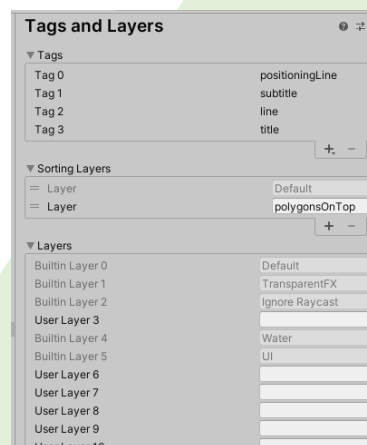 Tags and Layers
Tags
Tag 0 positioningLine
Tag 1 subtitle
Tag 2 line
Tag 3 title
Sorting Layers
Layer Default
Layer polygonsOnTop
Layers
Builtin Layer 0 Default
Builtin Layer 1 TransparentFX
Builtin Layer 2 Ignore Raycast
User Layer 3
Builtin Layer 4 Water
Builtin Layer 5 UI
User Layer 6
User Layer 7
User Layer 8
User Layer 9
User Layer 10